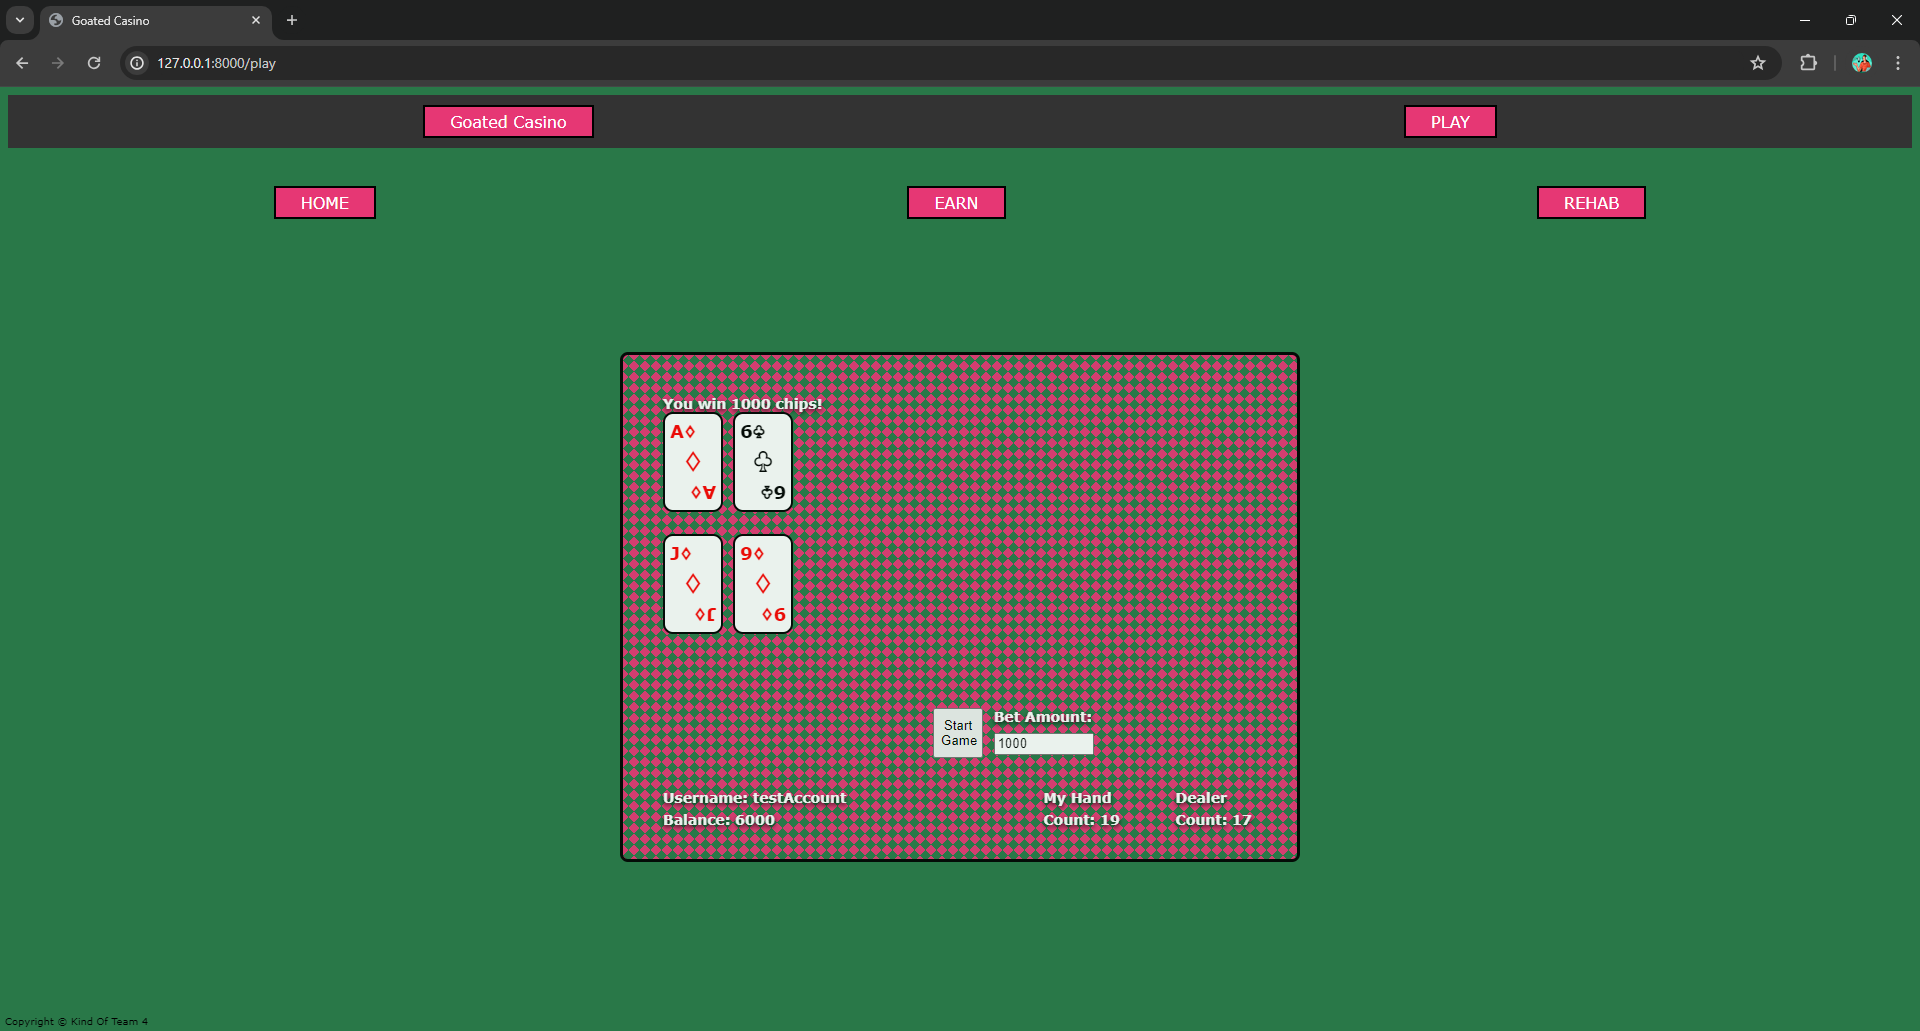 Goated Casino
127.0.0.1:8000/play
Goated Casino
PLAY
HOME
EARN
REHAB
You win 1000 chips!
A♢
♢
A♢
6♧
♧
6♧
J♢
♢
J♢
9♢
♢
9♢
Start
Game
Bet Amount:
1000
Username: testAccount
Balance: 6000
My Hand
Count: 19
Dealer
Count: 17
Copyright © Kind Of Team 4